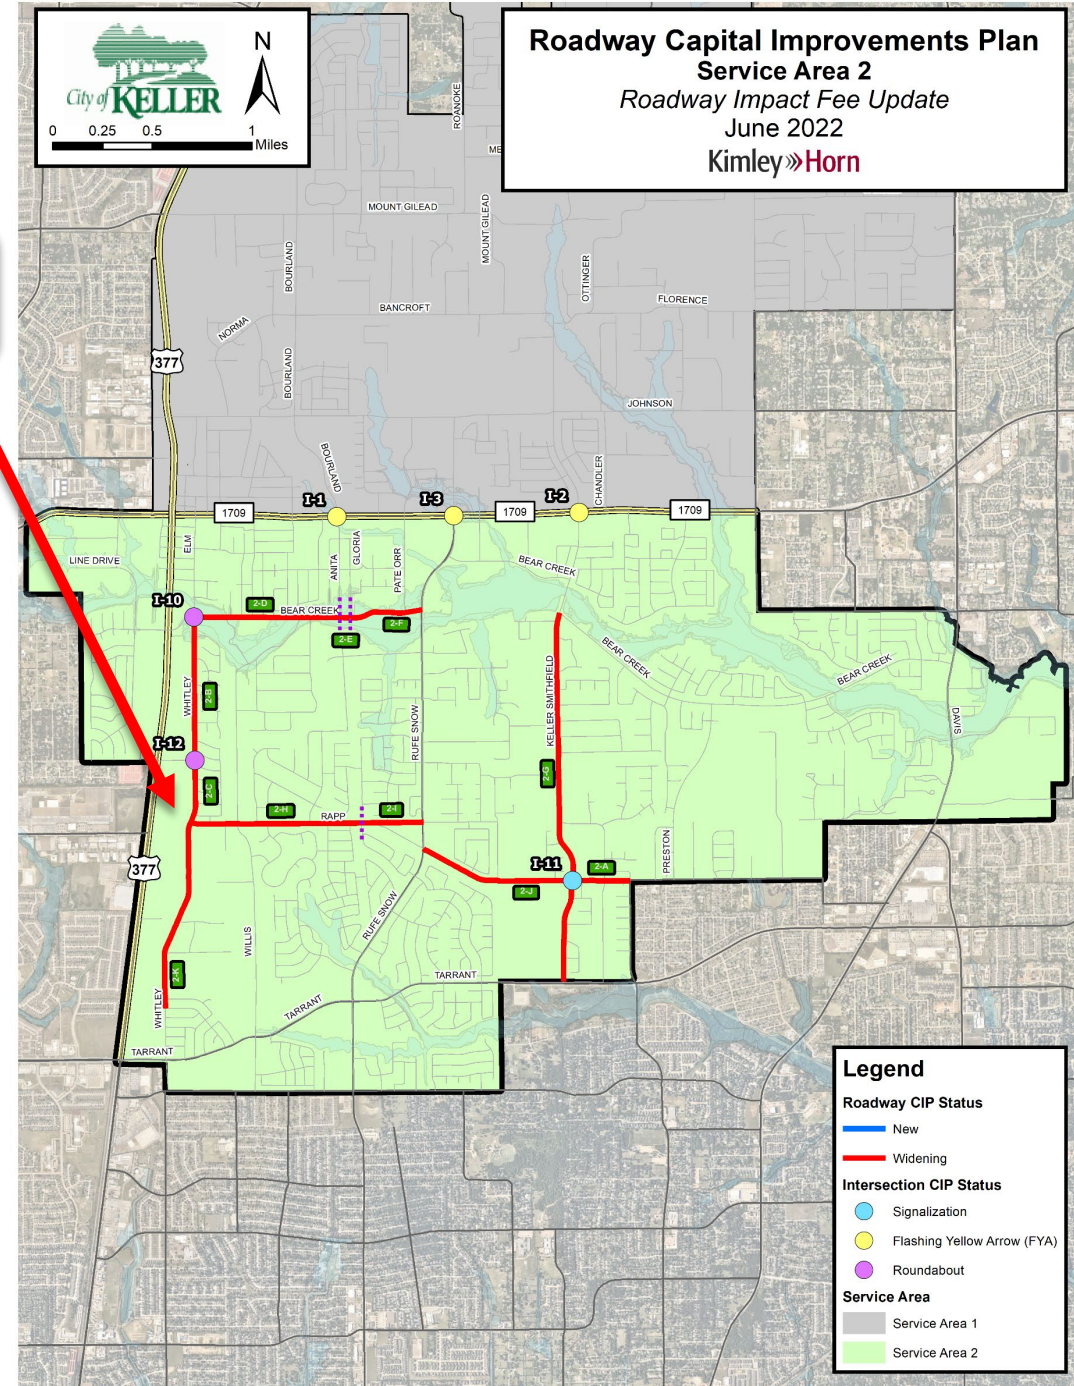 City of KELLER
N
0 0.25 0.5 1
Miles
Roadway Capital Improvements Plan
Service Area 2
Roadway Impact Fee Update
June 2022
Kimley»Horn
ROANOKE
MOUNT GILEAD
MOUNT GILEAD
BOURLAND
OTTINGER
BANCROFT
FLORENCE
NORMA
377
BOURLAND
JOHNSON
BOURLAND
CHANDLER
I-1
I-3
I-2
1709
1709
1709
ELM
LINE DRIVE
ANITA
GLORIA
PATE ORR
BEAR CREEK
I-10
2-D
BEAR CREEK
2-E
2-F
BEAR CREEK
BEAR CREEK
WHITLEY
2-B
KELLER SMITHFIELD
RUFE SNOW
DAVIS
I-12
2-C
2-G
2-H
RAPP
2-I
377
I-11
2-A
PRESTON
2-J
RUFE SNOW
WILLIS
2-K
TARRANT
WHITLEY
TARRANT
TARRANT
Legend
Roadway CIP Status
New
Widening
Intersection CIP Status
Signalization
Flashing Yellow Arrow (FYA)
Roundabout
Service Area
Service Area 1
Service Area 2